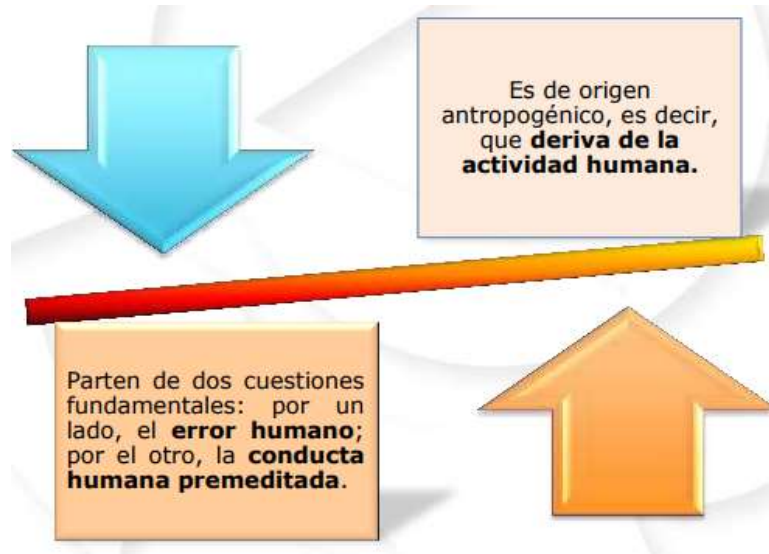 Es de origen
antropogénico, es decir,
que deriva de la
actividad humana.
Parten de dos cuestiones
fundamentales: por un
lado, el error humano;
por el otro, la conducta
humana premeditada.